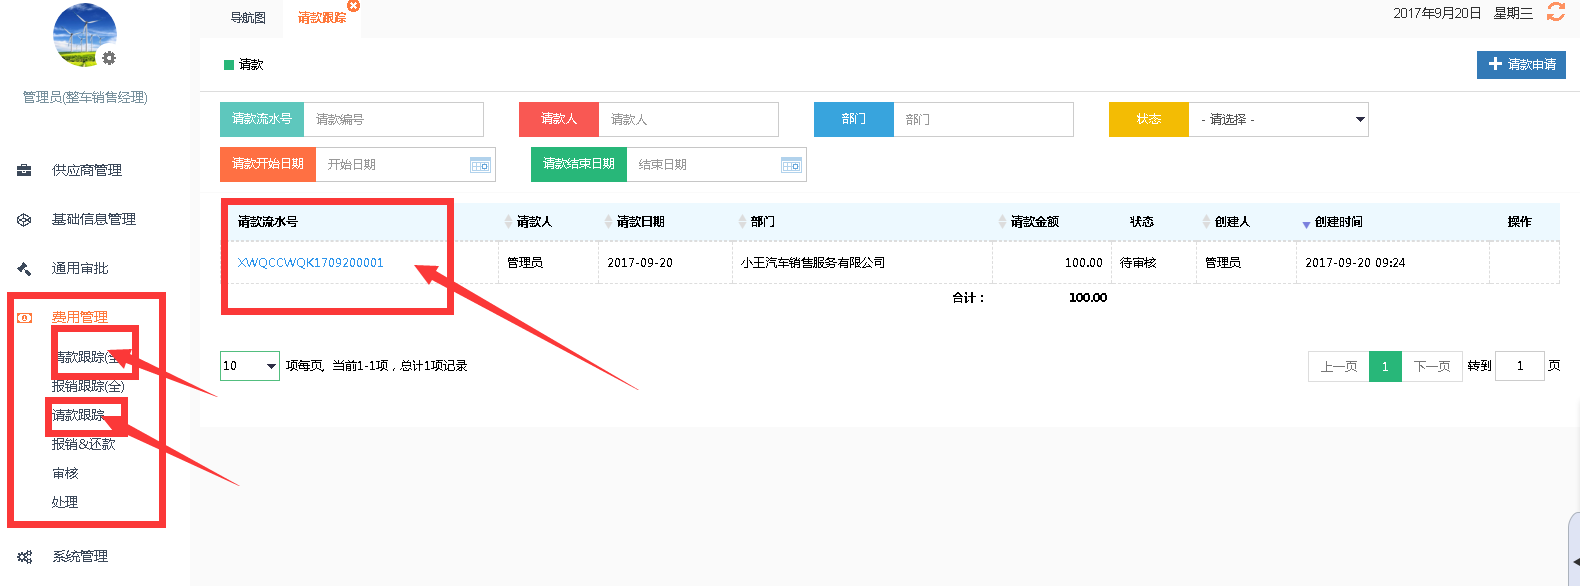 导航图
请款跟踪
2017年9月20日 星期三
管理员(整车销售经理)
供应商管理
基础信息管理
通用审批
费用管理
请款跟踪(全
报销跟踪(全)
请款跟踪
报销&还款
审核
处理
系统管理
请款
请款申请
请款流水号 请款编号
请款人 请款人
部门 部门
状态 - 请选择 -
请款开始日期 开始日期
请款结束日期 结束日期
请款流水号 请款人 请款日期 部门 请款金额 状态 创建人 创建时间 操作
XWQCCWQK1709200001 管理员 2017-09-20 小王汽车销售服务有限公司 100.00 待审核 管理员 2017-09-20 09:24
合计： 100.00
10 项每页, 当前1-1项，总计1项记录
上一页 1 下一页 转到 1 页